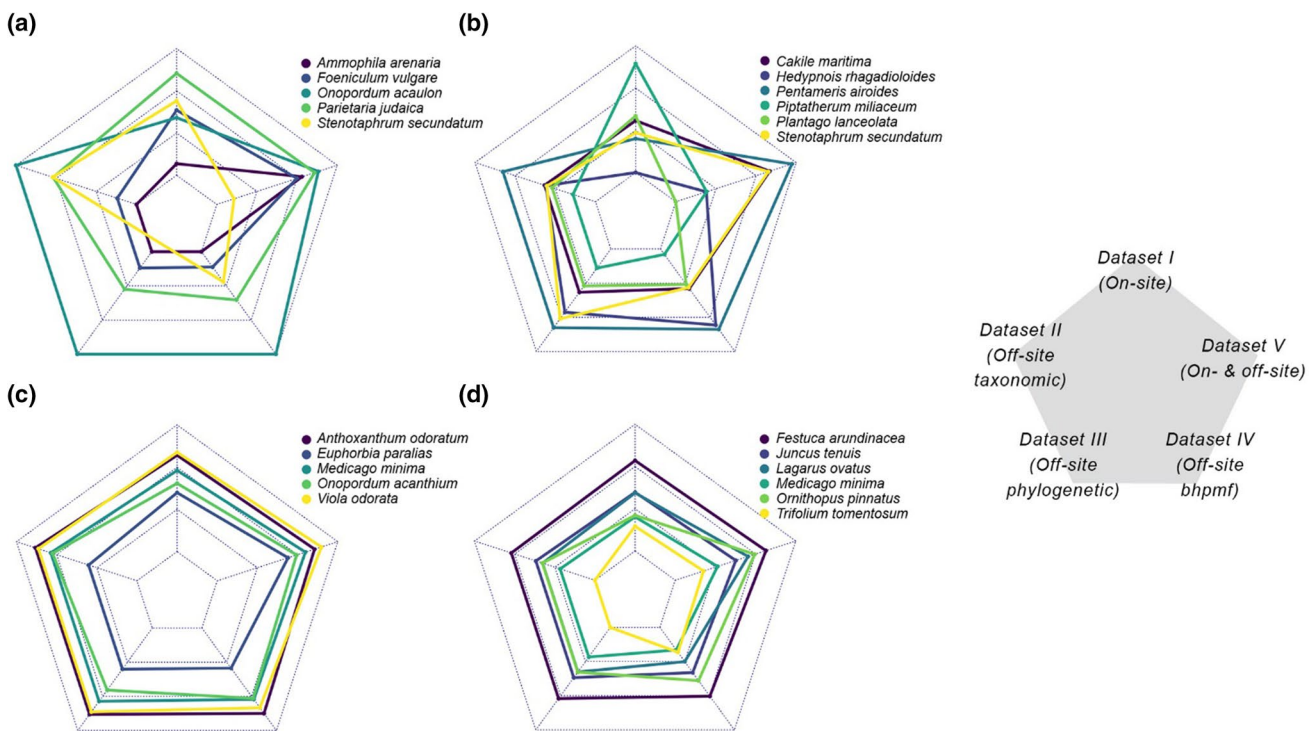 (a)
Ammophila arenaria
Foeniculum vulgare
Onopordum acaulon
Parietaria judaica
Stenotaphrum secundatum
(b)
Cakile maritima
Hedypnois rhagadioloides
Pentameris airoides
Piptatherum miliaceum
Plantago lanceolata
Stenotaphrum secundatum
(c)
Anthoxanthum odoratum
Euphorbia paralias
Medicago minima
Onopordum acanthium
Viola odorata
(d)
Festuca arundinacea
Juncus tenuis
Lagarus ovatus
Medicago minima
Ornithopus pinnatus
Trifolium tomentosum
Dataset I
(On-site)
Dataset II
(Off-site
taxonomic)
Dataset V
(On- & off-site)
Dataset III
(Off-site
phylogenetic)
Dataset IV
(Off-site
bhpmf)